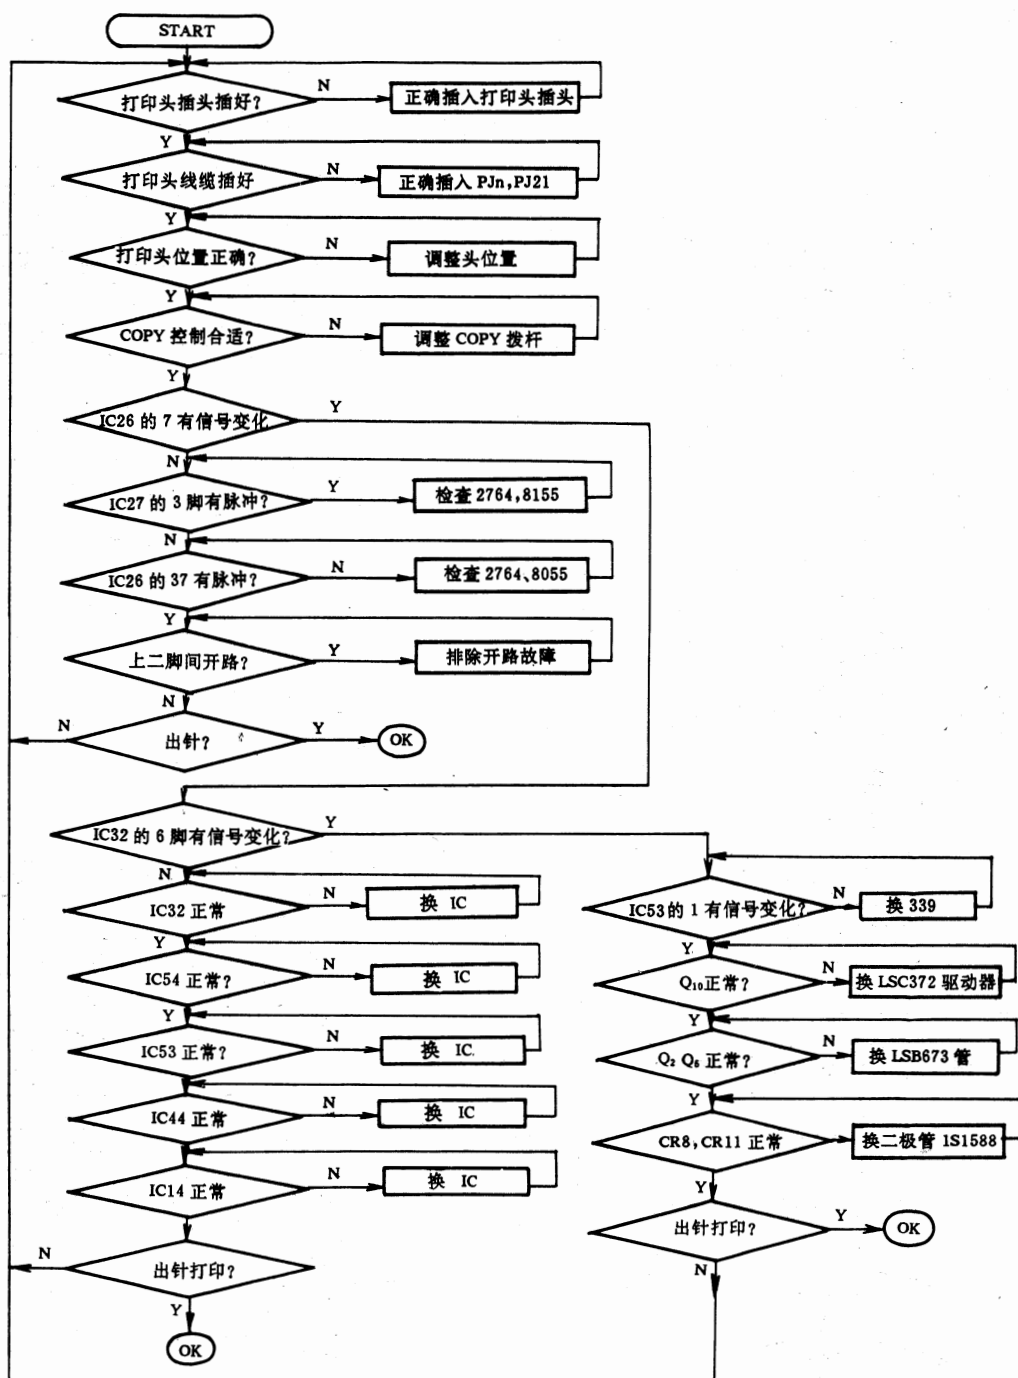 START
打印头插头插好?
N
正确插入打印头插头
Y
打印头线缆插好
N
正确插入 PJn,PJ21
Y
打印头位置正确?
N
调整头位置
Y
COPY 控制合适?
N
调整 COPY 拨杆
Y
IC26 的 7 有信号变化
Y
N
IC27 的 3 脚有脉冲?
Y
检查 2764,8155
N
IC26 的 37 有脉冲?
N
检查 2764、8055
Y
上二脚间开路?
Y
排除开路故障
N
N
出针?
Y
OK
IC32 的 6 脚有信号变化?
Y
N
IC32 正常
N
换 IC
Y
IC54 正常?
N
换 IC
Y
IC53 正常?
N
换 IC.
IC44 正常
N
换 IC
IC14 正常
N
换 IC
N
出针打印?
Y
OK
IC53的 1 有信号变化?
N
换 339
Y
Q₁₀正常?
N
换 LSC372 驱动器
Y
Q₂ Q₆ 正常?
N
换 LSB673 管
Y
CR8,CR11 正常
换二极管 1S1588
Y
出针打印?
Y
OK
N